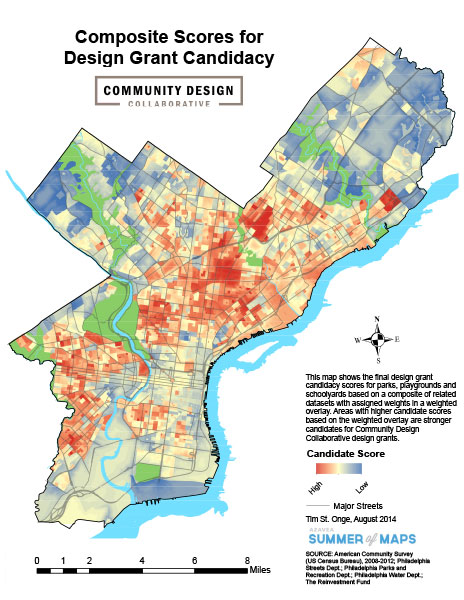 Composite Scores for
Design Grant Candidacy
COMMUNITY DESIGN
COLLABORATIVE
N
W E
S
This map shows the final design grant
candidacy scores for parks, playgrounds and
schoolyards based on a composite of related
datasets with assigned weights in a weighted
overlay. Areas with higher candidate scores
based on the weighted overlay are stronger
candidates for Community Design
Collaborative design grants.
Candidate Score
High Low
Major Streets
Tim St. Onge, August 2014
AZAVEA
SUMMER of MAPS
SOURCE: American Community Survey
(US Census Bureau), 2008-2012; Philadelphia
Streets Dept.; Philadelphia Parks and
Recreation Dept.; Philadelphia Water Dept.;
The Reinvestment Fund
0 1 2 4 6 8
Miles